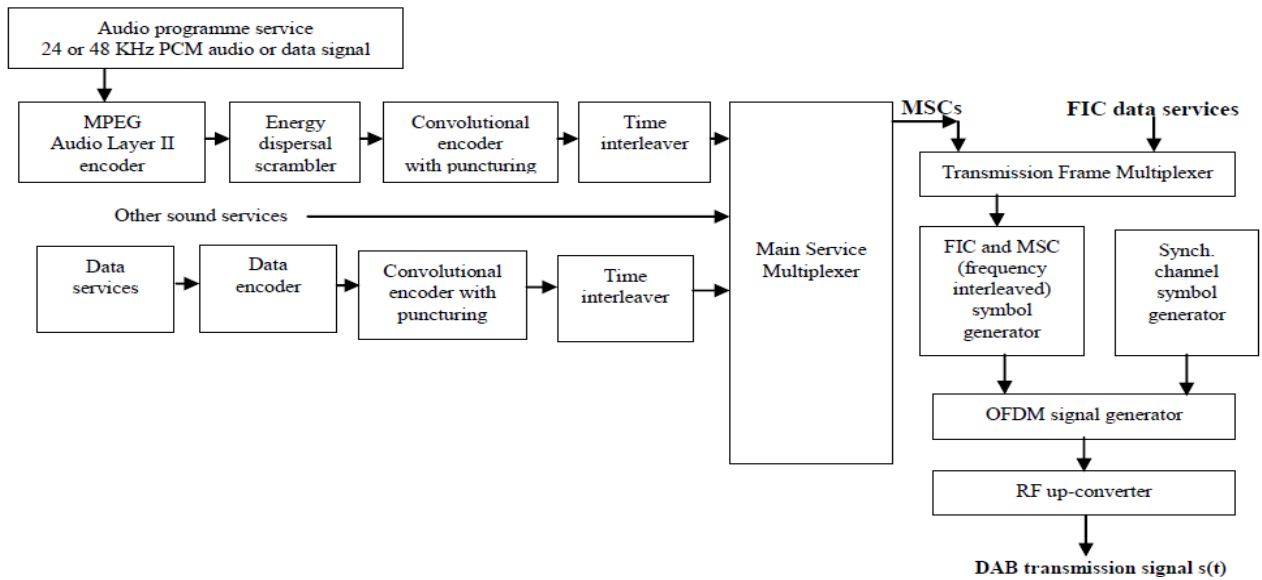 Audio programme service
24 or 48 KHz PCM audio or data signal
MPEG
Audio Layer II
encoder
Energy
dispersal
scrambler
Convolutional
encoder
with puncturing
Time
interleaver
Other sound services
Data
services
Data
encoder
Convolutional
encoder with
puncturing
Time
interleaver
Main Service
Multiplexer
MSCs
FIC data services
Transmission Frame Multiplexer
FIC and MSC
(frequency
interleaved)
symbol
generator
Synch.
channel
symbol
generator
OFDM signal generator
RF up-converter
DAB transmission signal s(t)